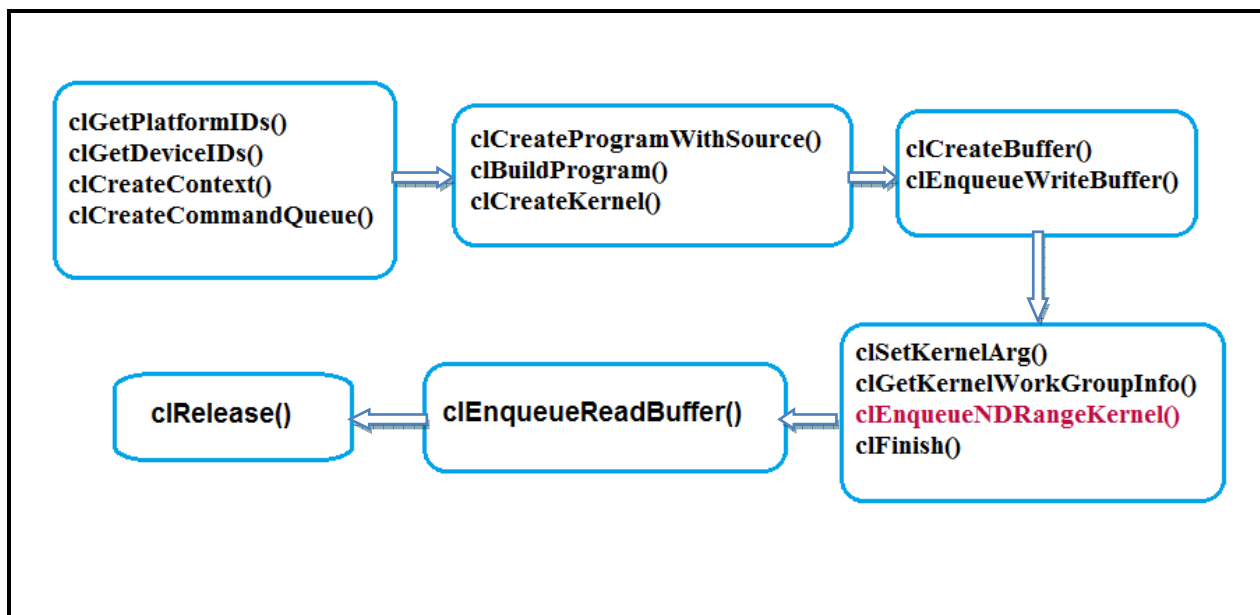 clGetPlatformIDs()
clGetDeviceIDs()
clCreateContext()
clCreateCommandQueue()
clCreateProgramWithSource()
clBuildProgram()
clCreateKernel()
clCreateBuffer()
clEnqueueWriteBuffer()
clSetKernelArg()
clGetKernelWorkGroupInfo()
clEnqueueNDRangeKernel()
clFinish()
clEnqueueReadBuffer()
clRelease()